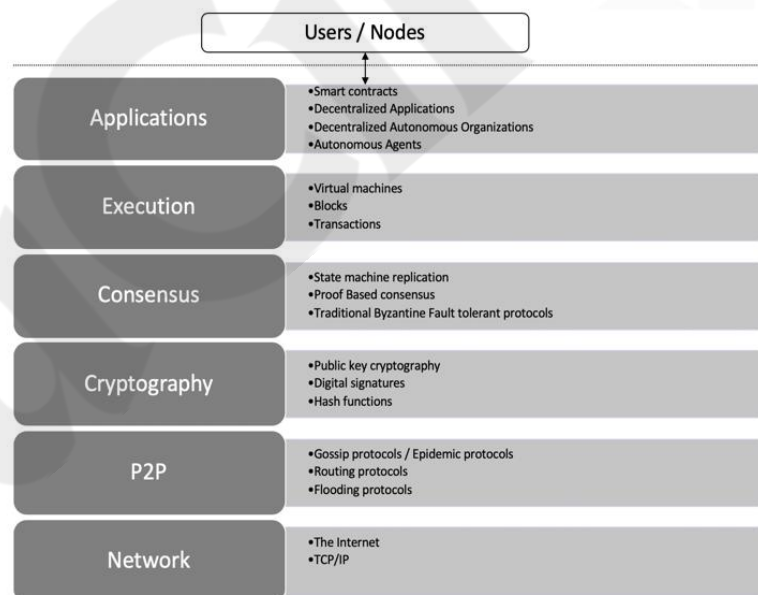 Users / Nodes
Applications
•Smart contracts
•Decentralized Applications
•Decentralized Autonomous Organizations
•Autonomous Agents
Execution
•Virtual machines
•Blocks
•Transactions
Consensus
•State machine replication
•Proof Based consensus
•Traditional Byzantine Fault tolerant protocols
Cryptography
•Public key cryptography
•Digital signatures
•Hash functions
P2P
•Gossip protocols / Epidemic protocols
•Routing protocols
•Flooding protocols
Network
•The Internet
•TCP/IP